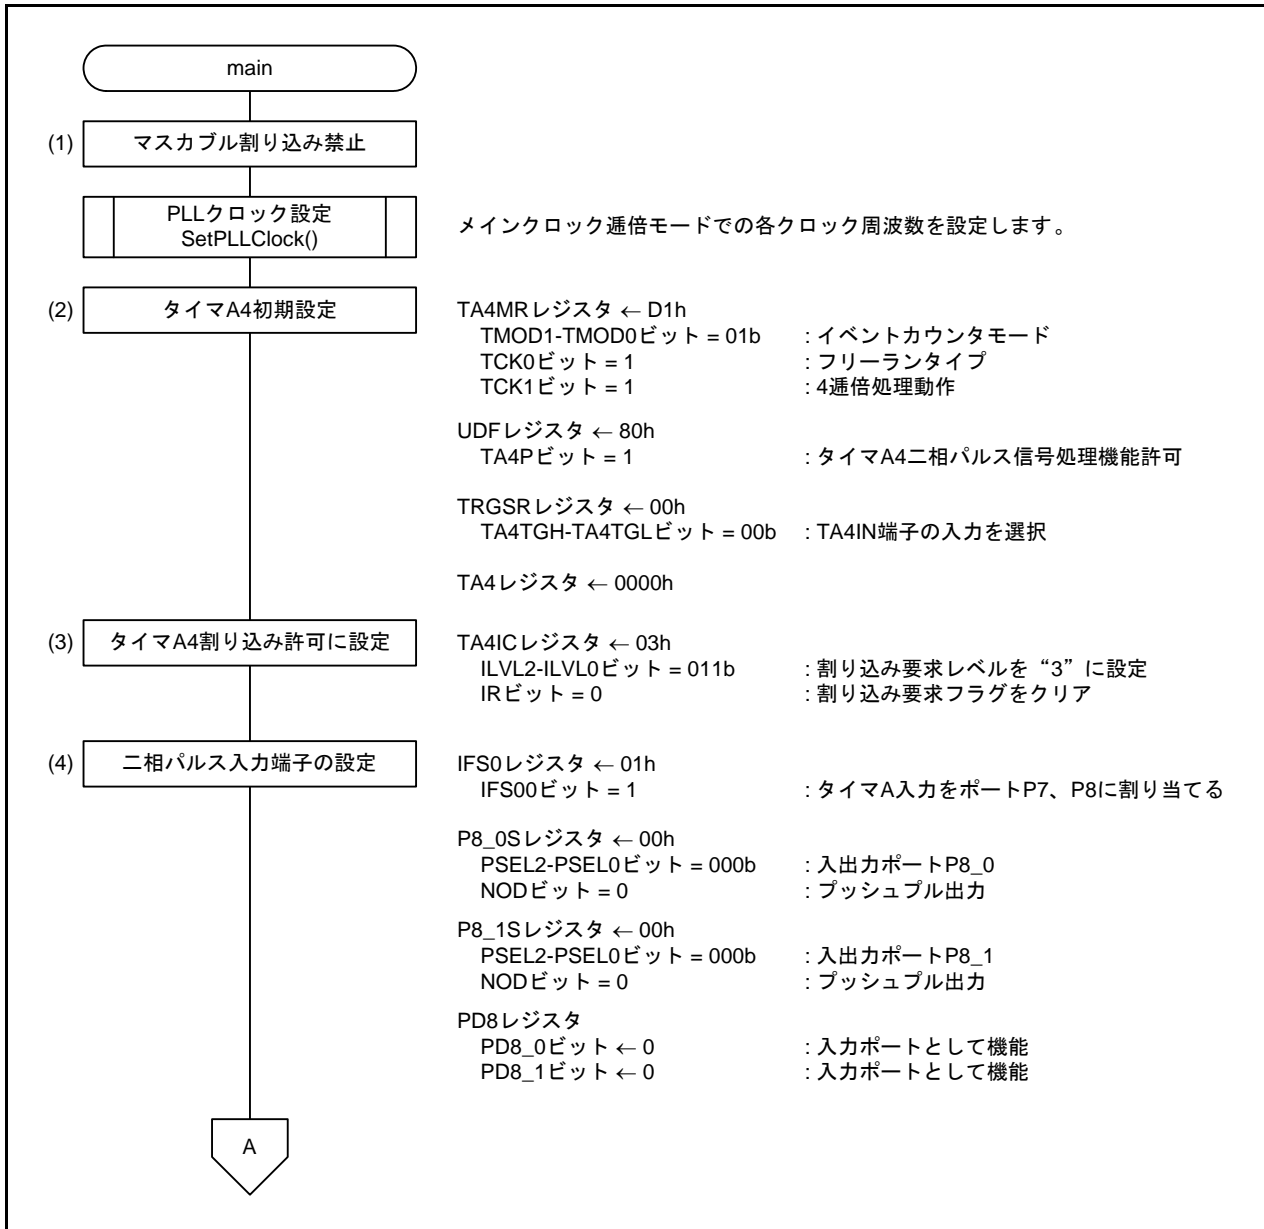 main
(1) マスカブル割り込み禁止
PLLクロック設定
SetPLLClock()
メインクロック逓倍モードでの各クロック周波数を設定します。
(2) タイマA4初期設定
TA4MRレジスタ ← D1h
TMOD1-TMOD0ビット = 01b : イベントカウンタモード
TCK0ビット = 1 : フリーランタイプ
TCK1ビット = 1 : 4逓倍処理動作
UDFレジスタ ← 80h
TA4Pビット = 1 : タイマA4二相パルス信号処理機能許可
TRGSRレジスタ ← 00h
TA4TGH-TA4TGLビット = 00b : TA4IN端子の入力を選択
TA4レジスタ ← 0000h
(3) タイマA4割り込み許可に設定
TA4ICレジスタ ← 03h
ILVL2-ILVL0ビット = 011b : 割り込み要求レベルを“3”に設定
IRビット = 0 : 割り込み要求フラグをクリア
(4) 二相パルス入力端子の設定
IFS0レジスタ ← 01h
IFS00ビット = 1 : タイマA入力をポートP7、P8に割り当てる
P8_0Sレジスタ ← 00h
PSEL2-PSEL0ビット = 000b : 入出力ポートP8_0
NODビット = 0 : プッシュプル出力
P8_1Sレジスタ ← 00h
PSEL2-PSEL0ビット = 000b : 入出力ポートP8_1
NODビット = 0 : プッシュプル出力
PD8レジスタ
PD8_0ビット ← 0 : 入力ポートとして機能
PD8_1ビット ← 0 : 入力ポートとして機能
A